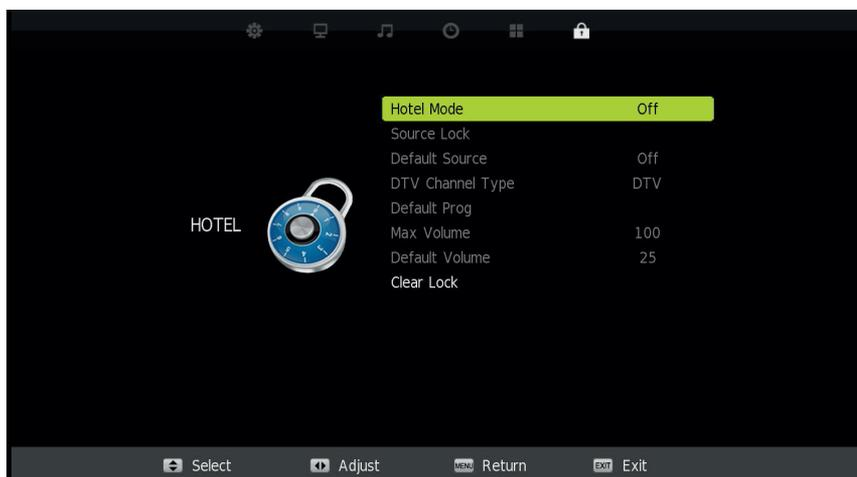 Hotel Mode Off
Source Lock
Default Source Off
DTV Channel Type DTV
Default Prog
HOTEL
Max Volume 100
Default Volume 25
Clear Lock
Select Adjust MENU Return EXIT Exit